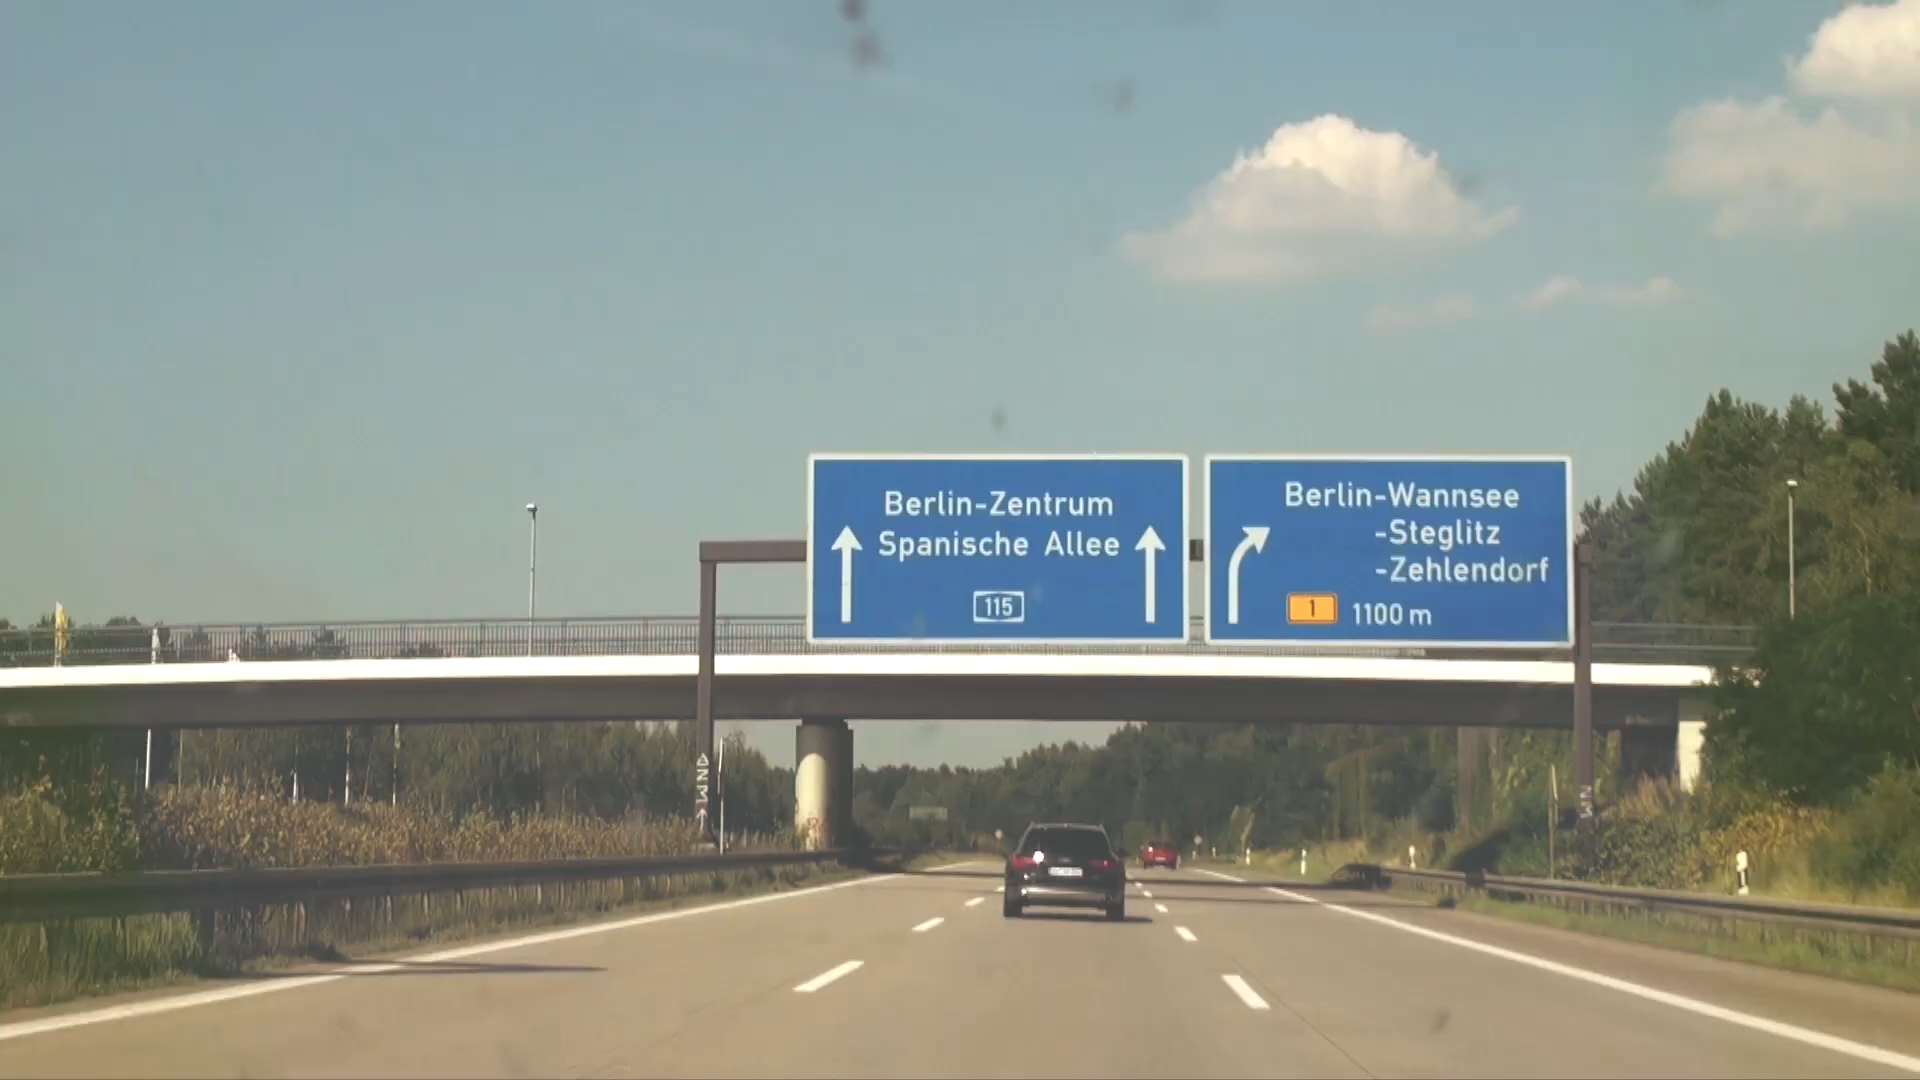 Berlin-Zentrum
Spanische Allee
115
Berlin-Wannsee
-Steglitz
-Zehlendorf
1 1100 m